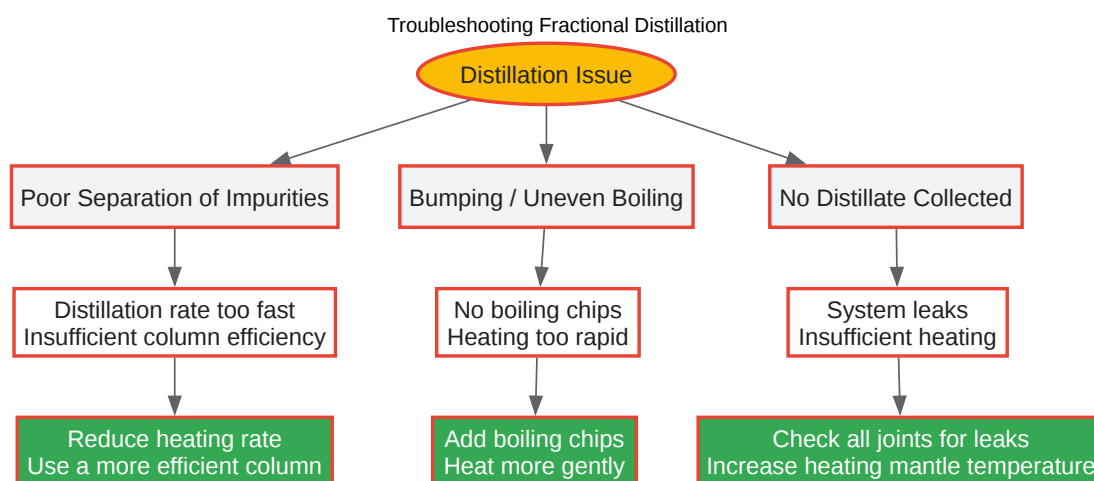 Troubleshooting Fractional Distillation
Distillation Issue
Poor Separation of Impurities
Bumping / Uneven Boiling
No Distillate Collected
Distillation rate too fast
Insufficient column efficiency
No boiling chips
Heating too rapid
System leaks
Insufficient heating
Reduce heating rate
Use a more efficient column
Add boiling chips
Heat more gently
Check all joints for leaks
Increase heating mantle temperature